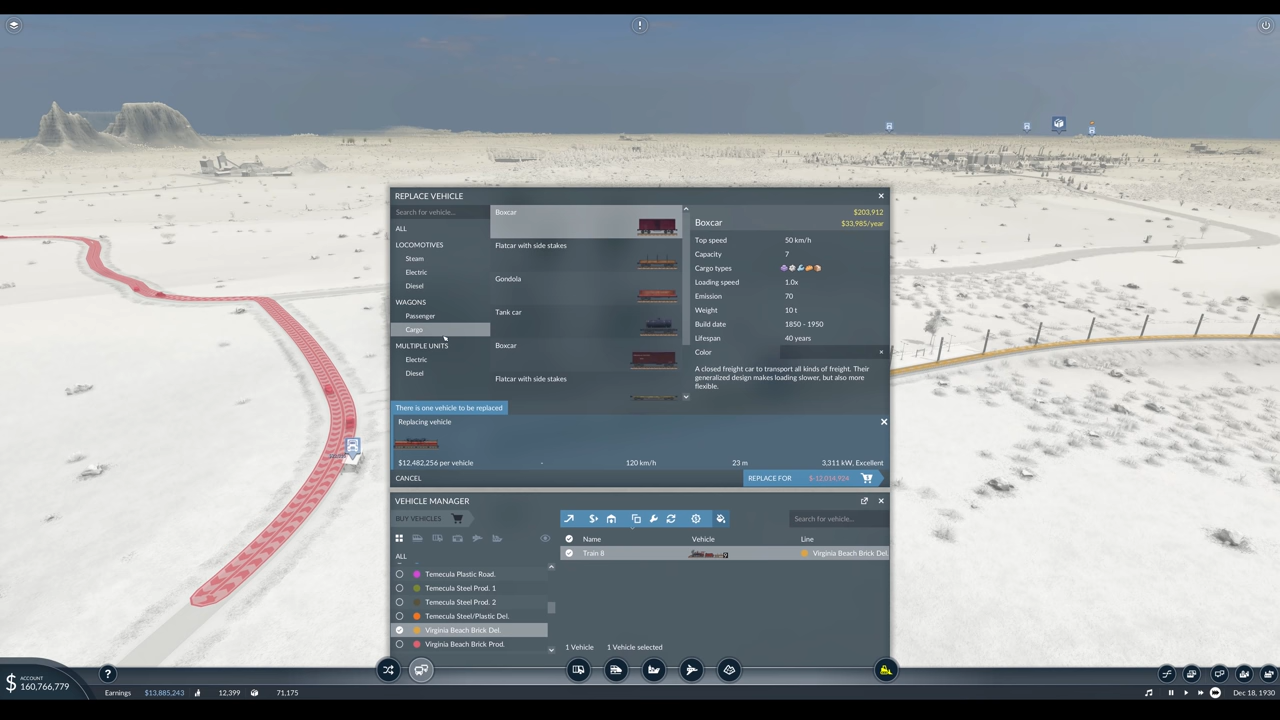 REPLACE VEHICLE
Search for vehicle...
ALL
LOCOMOTIVES
Steam
Electric
Diesel
WAGONS
Passenger
Cargo
MULTIPLE UNITS
Electric
Diesel
Boxcar
Flatcar with side stakes
Gondola
Tank car
Boxcar
Flatcar with side stakes
$203,912
Boxcar
$33,985/year
Top speed 50 km/h
Capacity 7
Cargo types
Loading speed 1.0x
Emission 70
Weight 10 t
Build date 1850 - 1950
Lifespan 40 years
Color
A closed freight car to transport all kinds of freight. Their
generalized design makes loading slower, but also more
flexible.
There is one vehicle to be replaced
Replacing vehicle
$12,482,256 per vehicle - 120 km/h 23 m 3,311 kW, Excellent
CANCEL
REPLACE FOR $-12,014,924
VEHICLE MANAGER
BUY VEHICLES
Search for vehicle...
ALL
Name Vehicle Line
Train 8 Virginia Beach Brick Del.
Temecula Plastic Road.
Temecula Steel Prod. 1
Temecula Steel Prod. 2
Temecula Steel/Plastic Del.
Virginia Beach Brick Del.
Virginia Beach Brick Prod.
1 Vehicle 1 Vehicle selected
$ ACCOUNT
160,766,779
?
Earnings $13,885,243 12,399 71,175
Dec 18, 1930